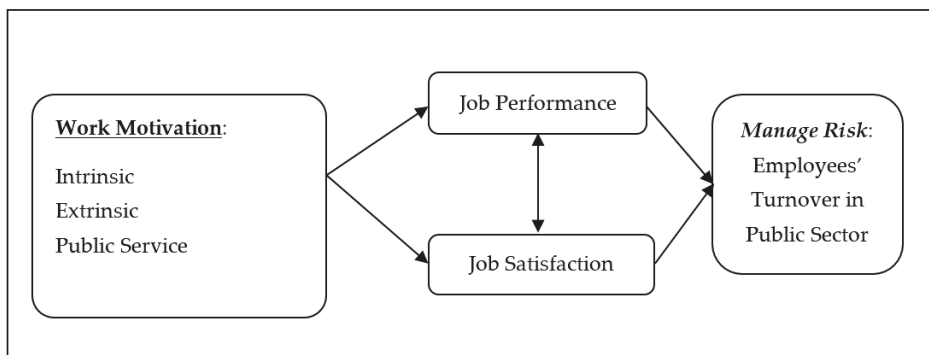 Work Motivation:
Intrinsic
Extrinsic
Public Service
Job Performance
Job Satisfaction
Manage Risk:
Employees’
Turnover in
Public Sector